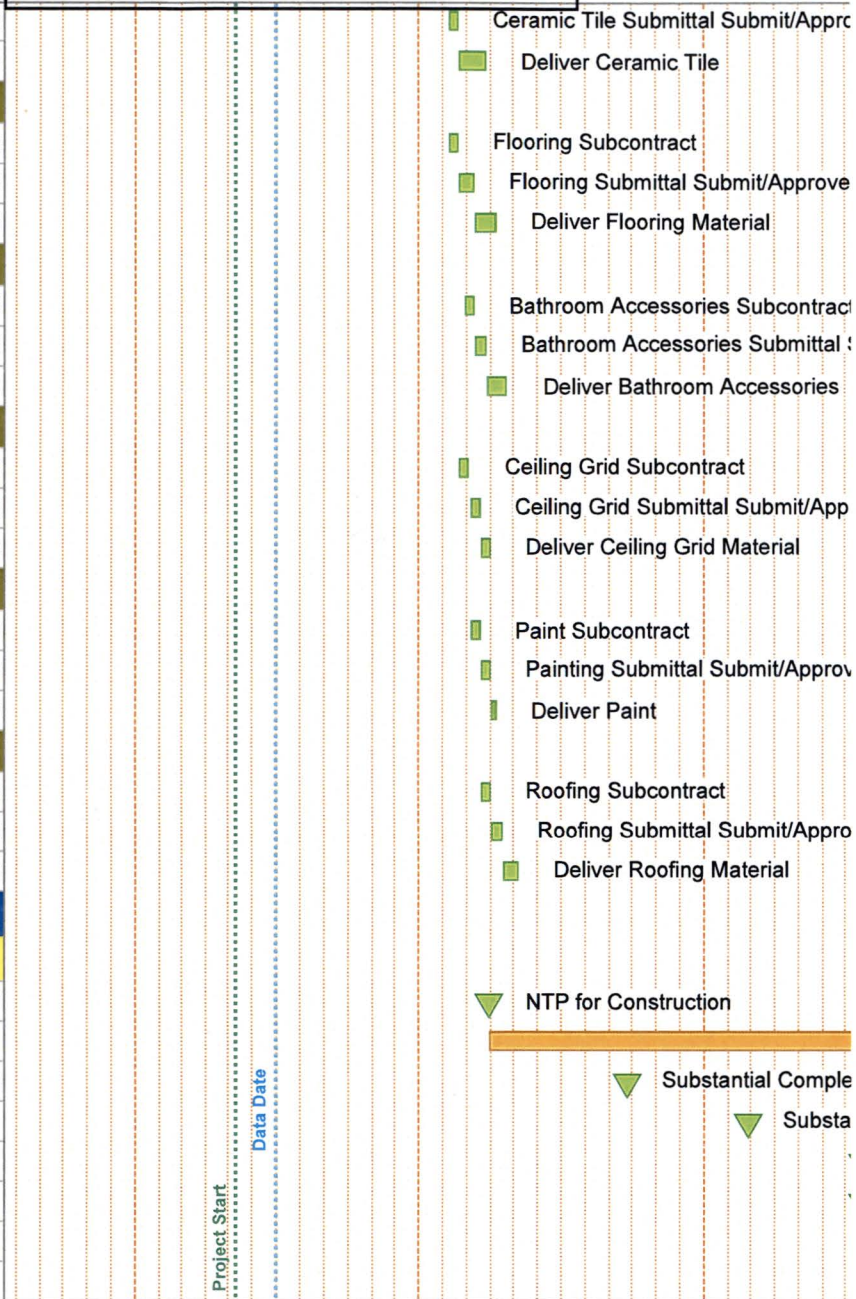 Ceramic Tile Submittal Submit/Appro
Deliver Ceramic Tile
Flooring Subcontract
Flooring Submittal Submit/Approve
Deliver Flooring Material
Bathroom Accessories Subcontract
Bathroom Accessories Submittal
Deliver Bathroom Accessories
Ceiling Grid Subcontract
Ceiling Grid Submittal Submit/App
Deliver Ceiling Grid Material
Paint Subcontract
Painting Submittal Submit/Approv
Deliver Paint
Roofing Subcontract
Roofing Submittal Submit/Appro
Deliver Roofing Material
NTP for Construction
Substantial Comple
Substa
Data Date
Project Start